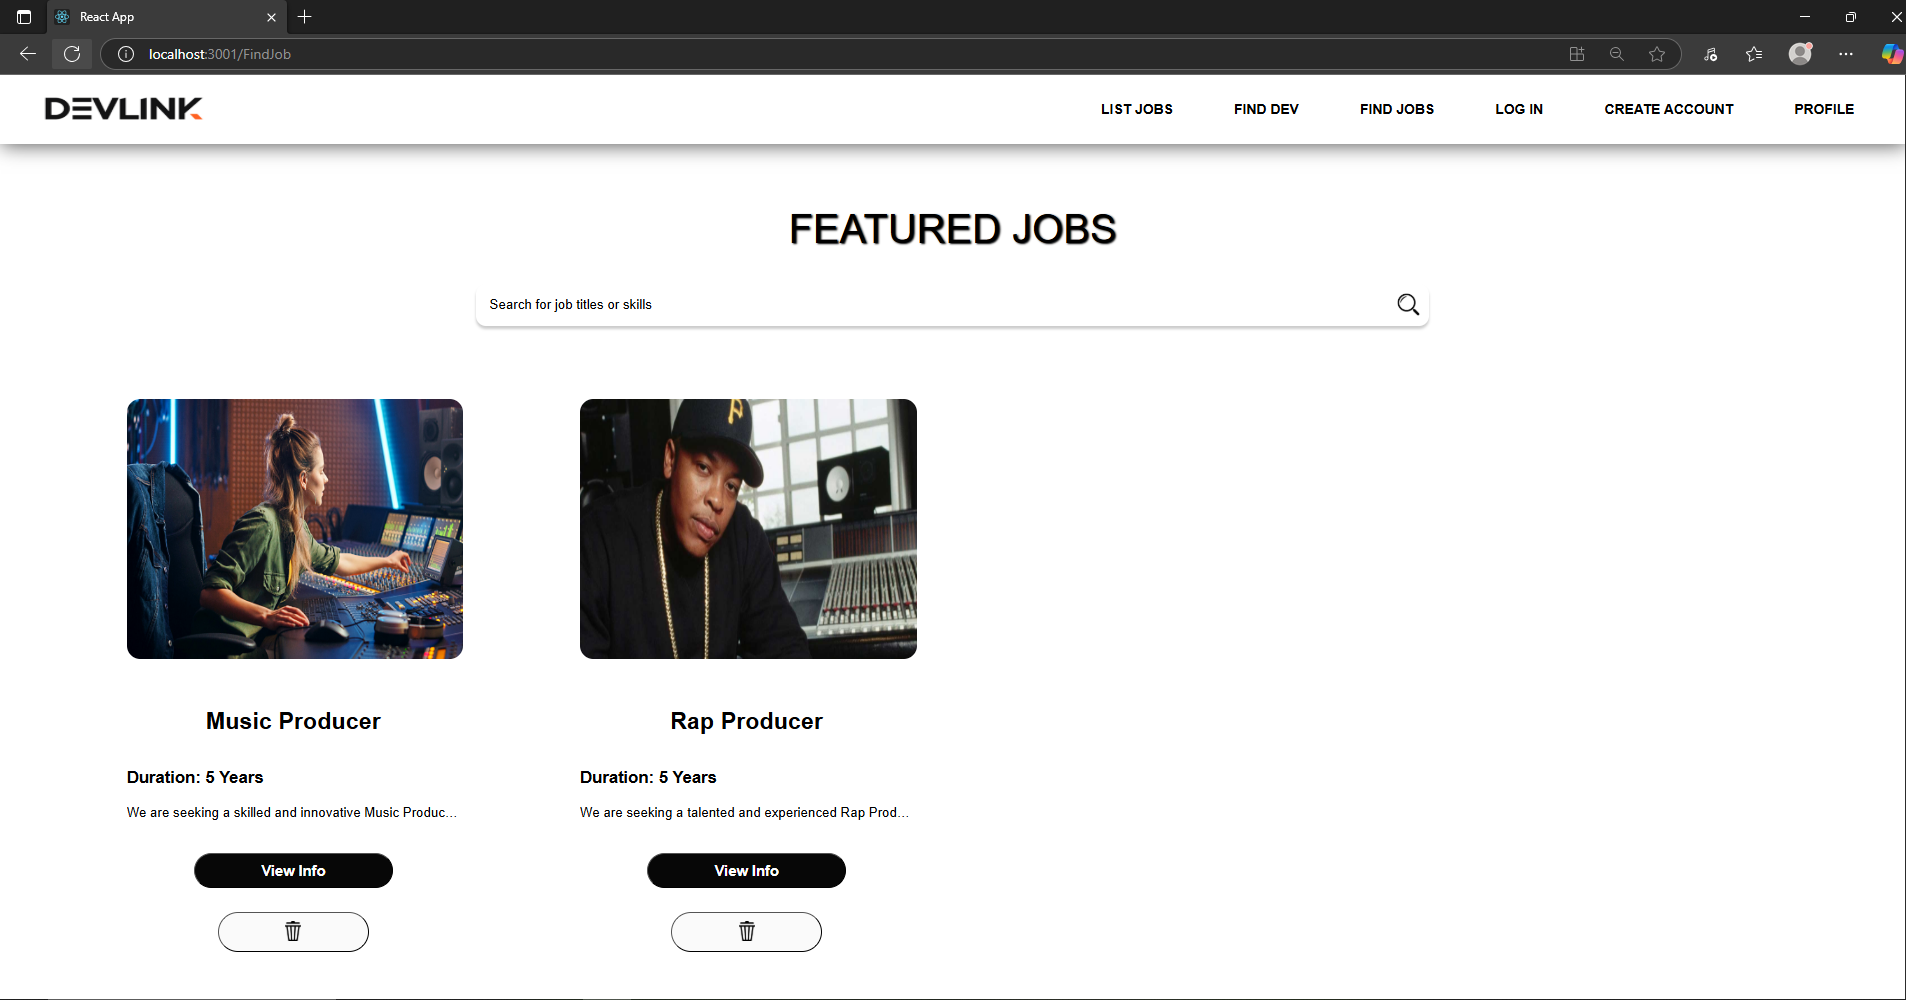 React App
localhost:3001/FindJob
DEVLINK
LIST JOBS
FIND DEV
FIND JOBS
LOG IN
CREATE ACCOUNT
PROFILE
FEATURED JOBS
Search for job titles or skills
P
Music Producer
Rap Producer
Duration: 5 Years
Duration: 5 Years
We are seeking a skilled and innovative Music Produc...
We are seeking a talented and experienced Rap Prod...
View Info
View Info